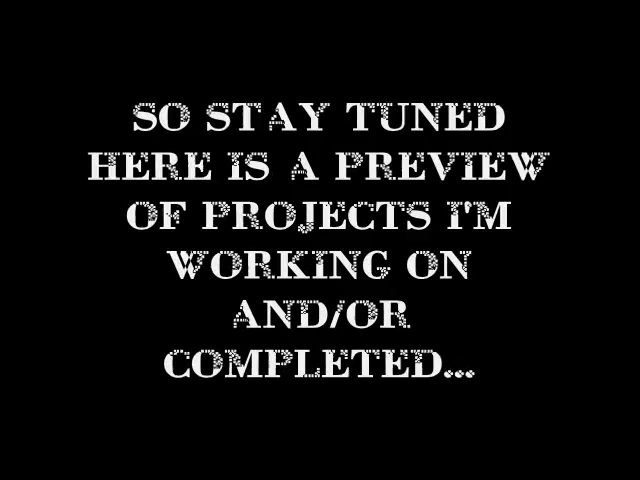 SO STAY TUNED
HERE IS A PREVIEW
OF PROJECTS I'M
WORKING ON
AND/OR
COMPLETED...